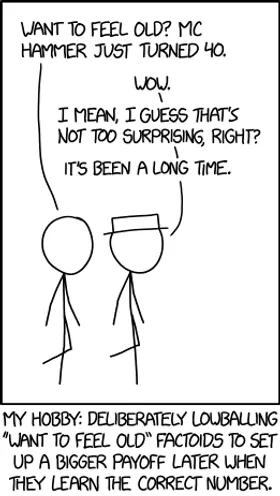 WANT TO FEEL OLD? MC
HAMMER JUST TURNED 40.
WOW.
I MEAN, I GUESS THAT'S
NOT TOO SURPRISING, RIGHT?
IT'S BEEN A LONG TIME.
MY HOBBY: DELIBERATELY LOWBALLING
"WANT TO FEEL OLD" FACTOIDS TO SET
UP A BIGGER PAYOFF LATER WHEN
THEY LEARN THE CORRECT NUMBER.